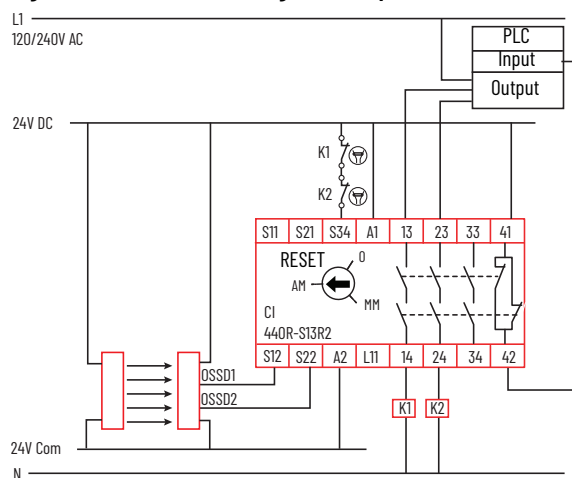 L1
120/240V AC
PLC
Input
Output
24V DC
K1
K2
S11 S21 S34 A1 13 23 33 41
RESET
0
AM
MM
CI
440R-S13R2
S12 S22 A2 L11 14 24 34 42
OSSD1
OSSD2
K1 K2
24V Com
N